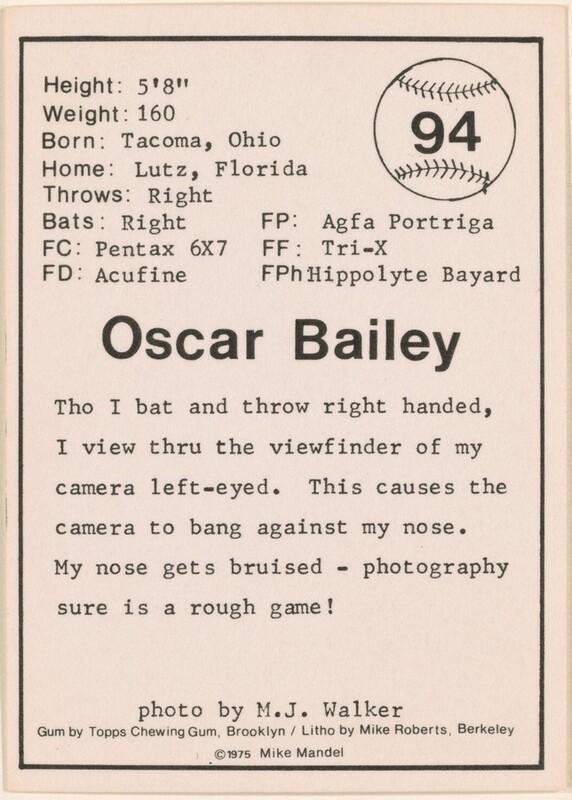 Height: 5'8"
94
Weight: 160
Born: Tacoma, Ohio
Home: Lutz, Florida
Throws: Right
Bats: Right FP: Agfa Portriga
FC: Pentax 6X7 FF: Tri-X
FD: Acufine FPh Hippolyte Bayard
Oscar Bailey
Tho I bat and throw right handed,
I view thru the viewfinder of my
camera left-eyed. This causes the
camera to bang against my nose.
My nose gets bruised - photography
sure is a rough game!
photo by M.J. Walker
Gum by Topps Chewing Gum, Brooklyn / Litho by Mike Roberts, Berkeley
©1975 Mike Mandel